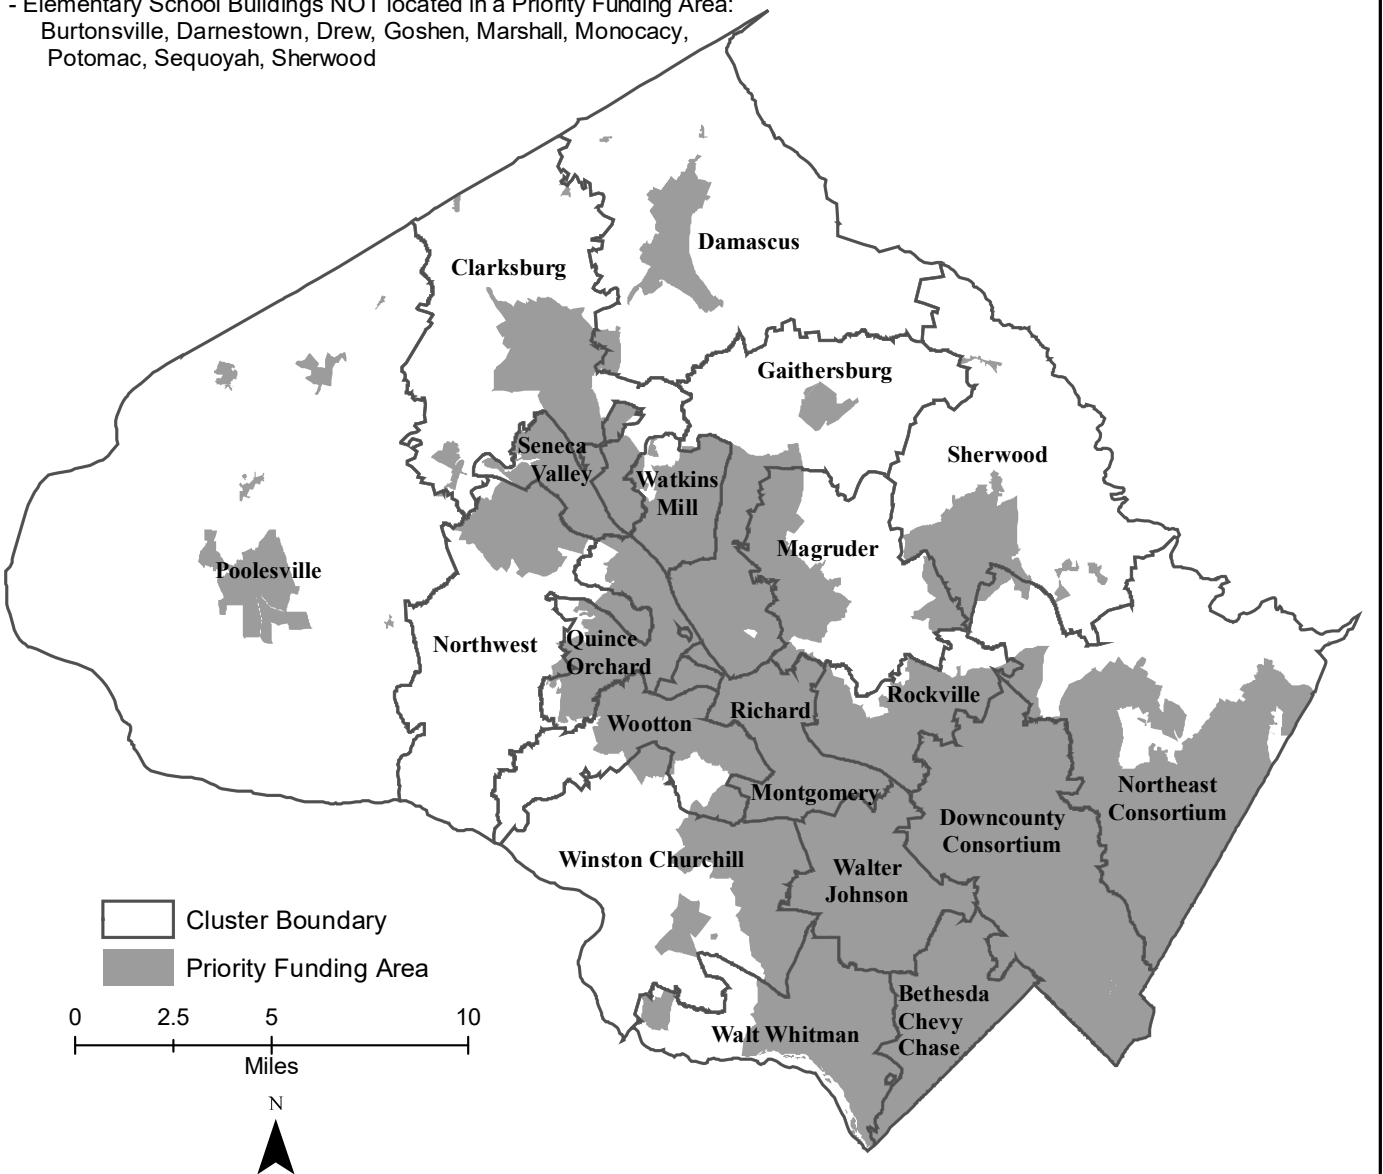 - Elementary School Buildings NOT located in a Priority Funding Area:
Burtonsville, Darnestown, Drew, Goshen, Marshall, Monocacy,
Potomac, Sequoyah, Sherwood
Damascus
Clarksburg
Gaithersburg
Seneca
Valley
Sherwood
Watkins
Mill
Magruder
Poolesville
Northwest
Quince
Orchard
Rockville
Richard
Montgomery
Wootton
Northeast
Consortium
Downcounty
Consortium
Winston Churchill
Walter
Johnson
Bethesda
Chevy
Chase
Walt Whitman
Cluster Boundary
Priority Funding Area
0 2.5 5 10
Miles
N